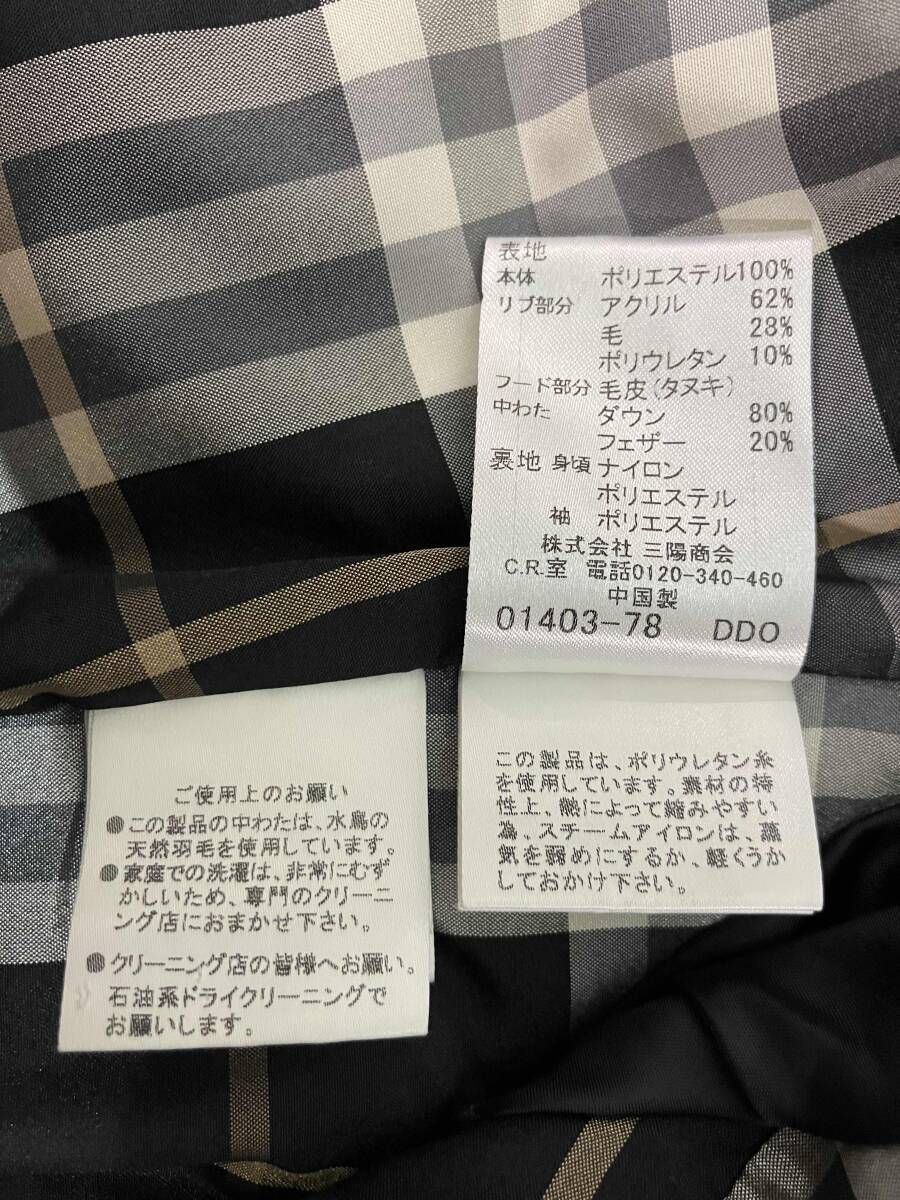 表地
本体 ポリエステル100%
リブ部分 アクリル 62%
毛 28%
ポリウレタン 10%
フード部分 毛皮(タヌキ)
中わた ダウン 80%
フェザー 20%
裏地 身頃 ナイロン
ポリエステル
袖 ポリエステル
株式会社 三陽商会
C.R.室 電話0120-340-460
中国製
01403-78 DDO
この製品は、ポリウレタン糸
を使用しています。素材の特
性上、熱によって縮みやすい
為、スチームアイロンは、蒸
気を弱めにするか、軽くうか
しておかけ下さい。
ご使用上のお願い
●この製品の中わたは、水鳥の
天然羽毛を使用しています。
●家庭での洗濯は、非常にむず
かしいため、専門のクリーニ
ング店におまかせ下さい。
●クリーニング店の皆様へお願い。
石油系ドライクリーニングで
お願いします。